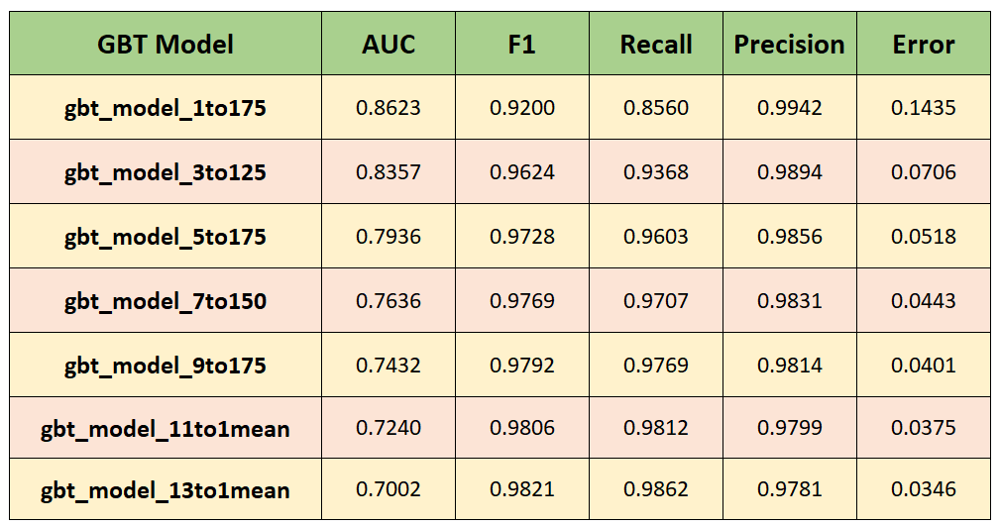 GBT Model AUC F1 Recall Precision Error
gbt_model_1to175 0.8623 0.9200 0.8560 0.9942 0.1435
gbt_model_3to125 0.8357 0.9624 0.9368 0.9894 0.0706
gbt_model_5to175 0.7936 0.9728 0.9603 0.9856 0.0518
gbt_model_7to150 0.7636 0.9769 0.9707 0.9831 0.0443
gbt_model_9to175 0.7432 0.9792 0.9769 0.9814 0.0401
gbt_model_11to1mean 0.7240 0.9806 0.9812 0.9799 0.0375
gbt_model_13to1mean 0.7002 0.9821 0.9862 0.9781 0.0346